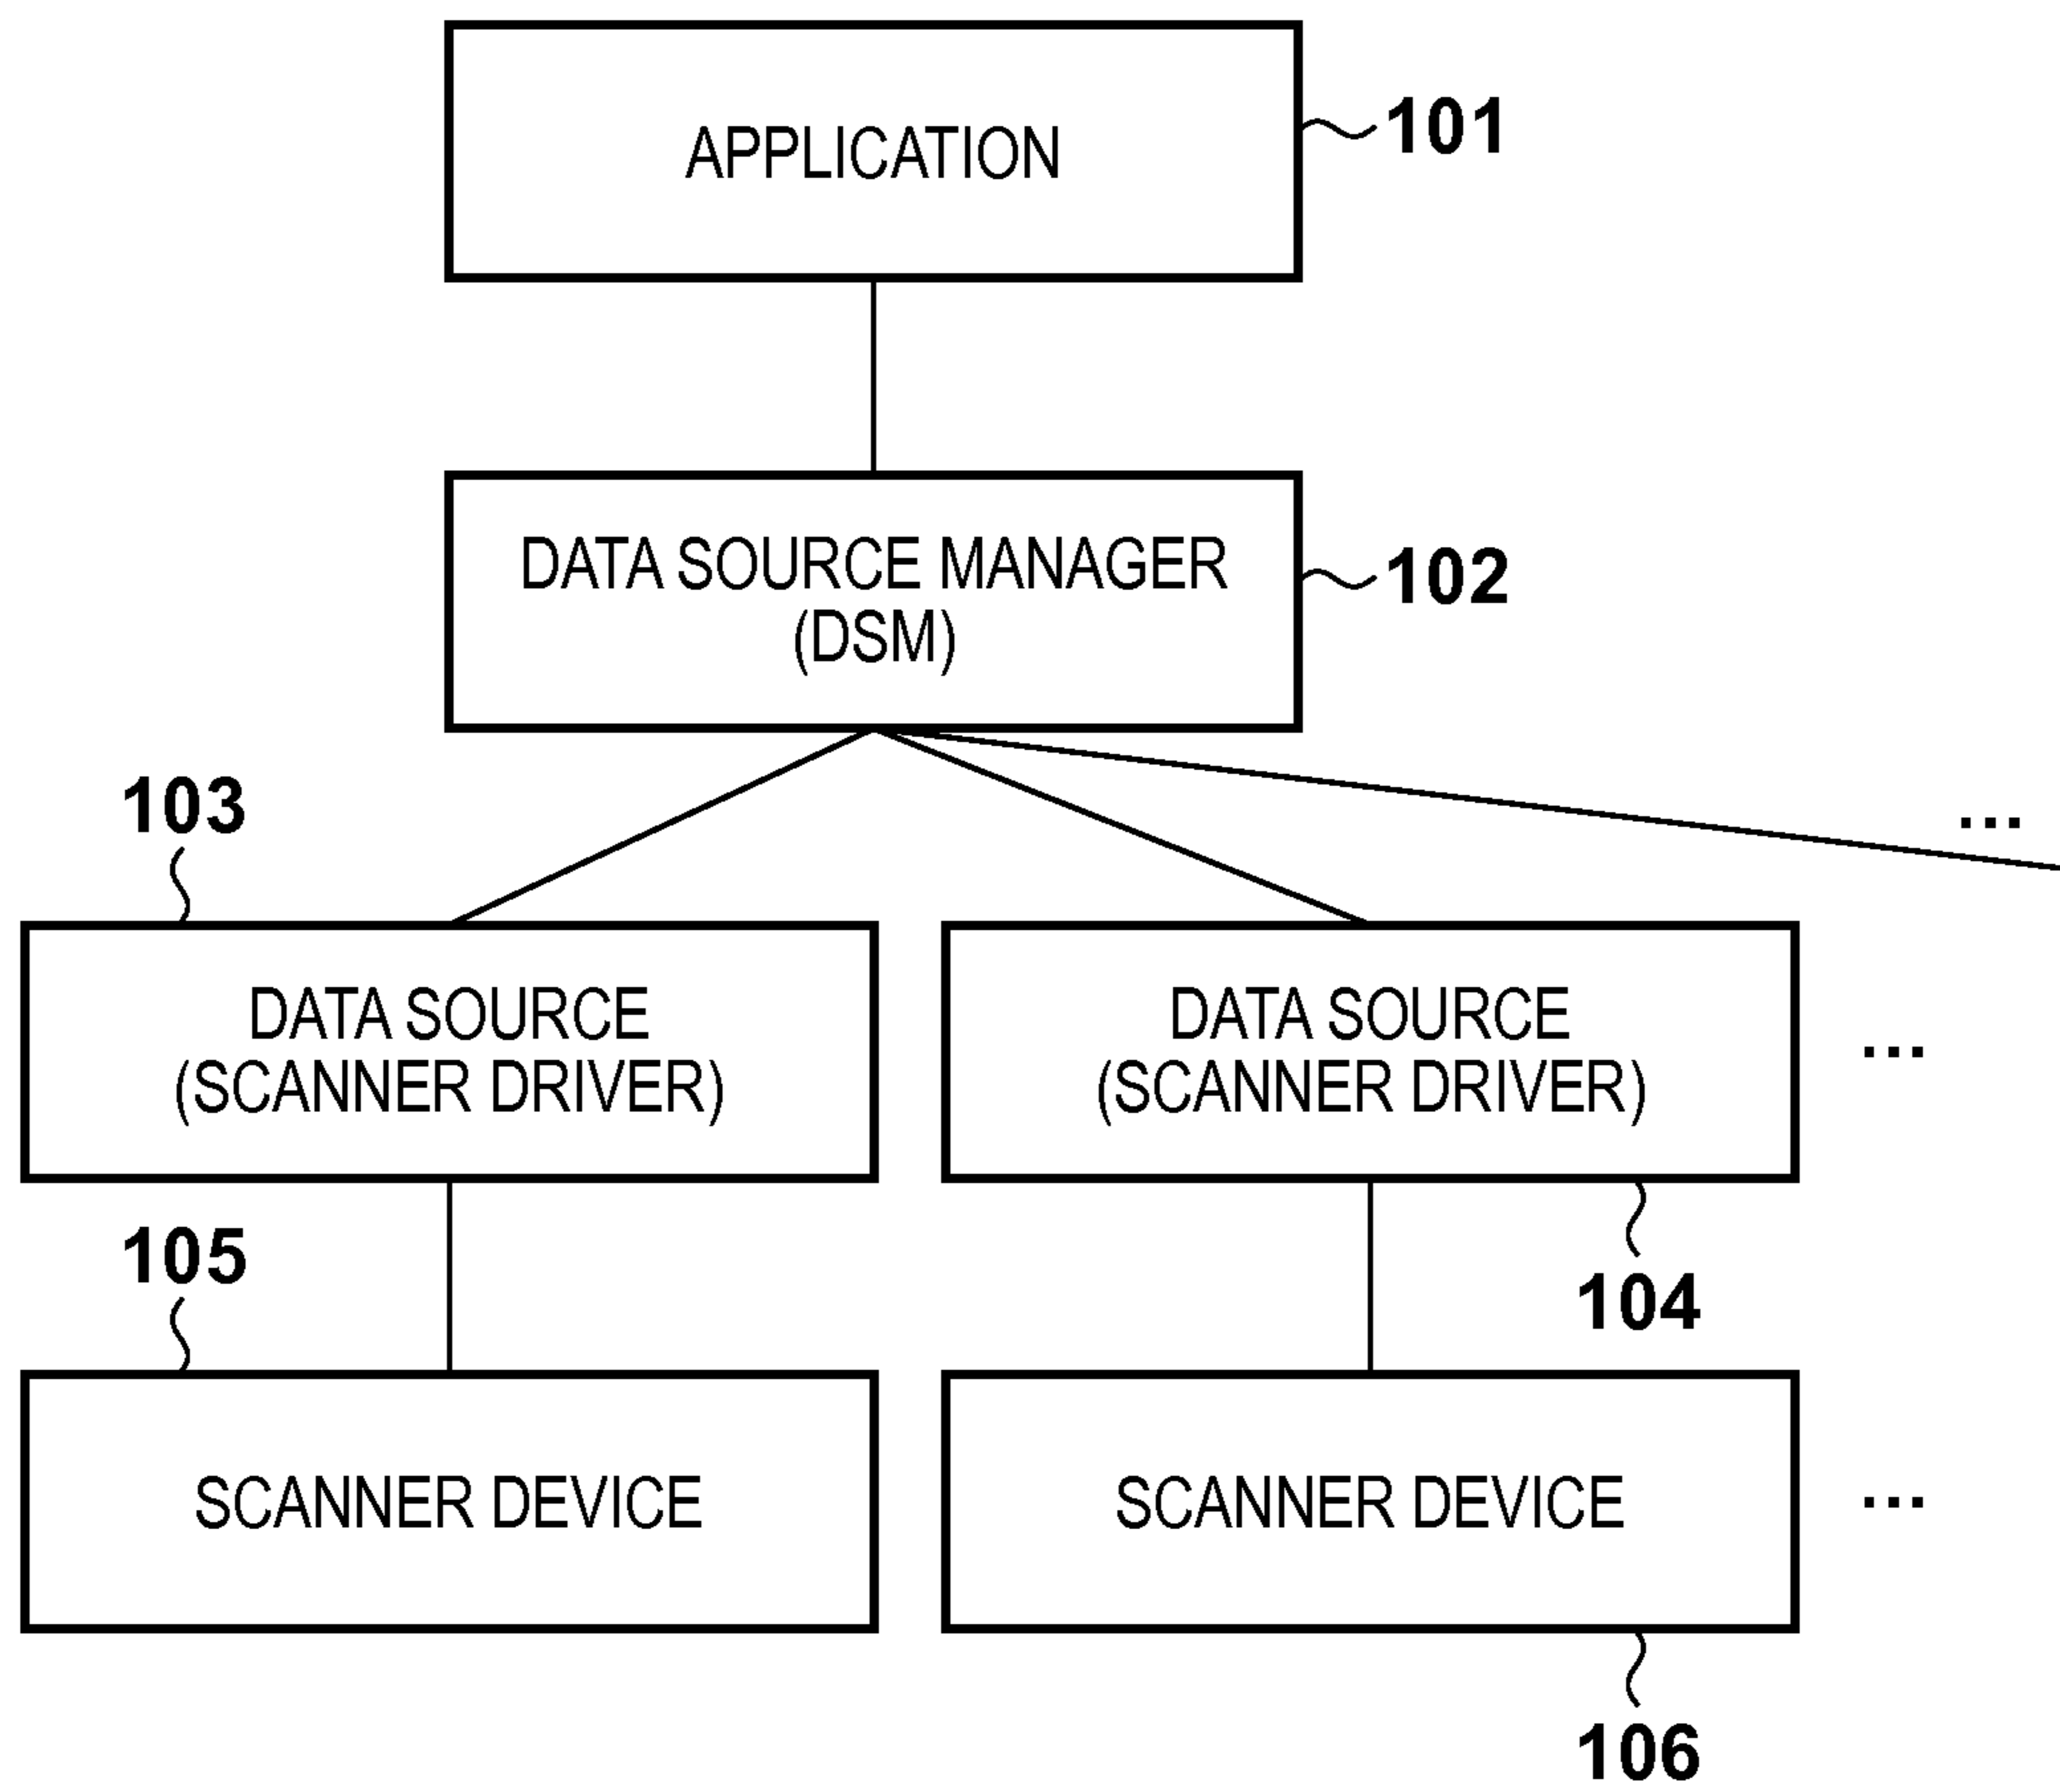 APPLICATION
101
DATA SOURCE MANAGER
(DSM)
102
...
103
DATA SOURCE
(SCANNER DRIVER)
DATA SOURCE
(SCANNER DRIVER)
...
104
105
SCANNER DEVICE
SCANNER DEVICE
...
106